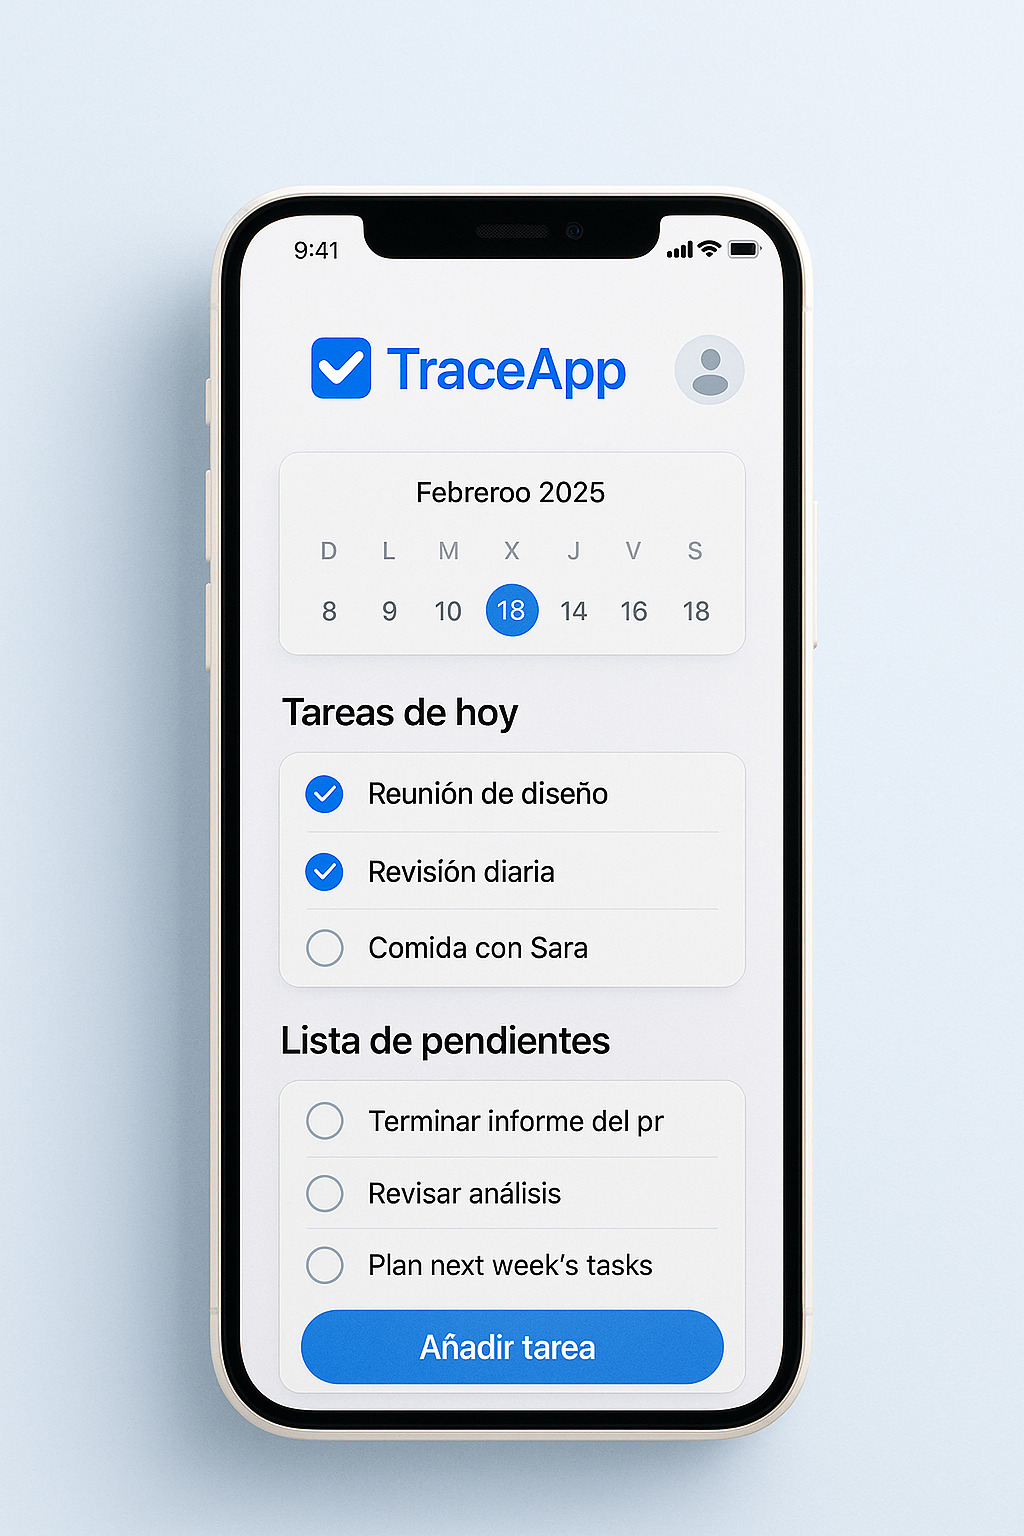 9:41
TraceApp
Febreroo 2025
D L M X J V S
8 9 10 18 14 16 18
Tareas de hoy
Reunión de diseño
Revisión diaria
Comida con Sara
Lista de pendientes
Terminar informe del pr
Revisar análisis
Plan next week's tasks
Añadir tarea